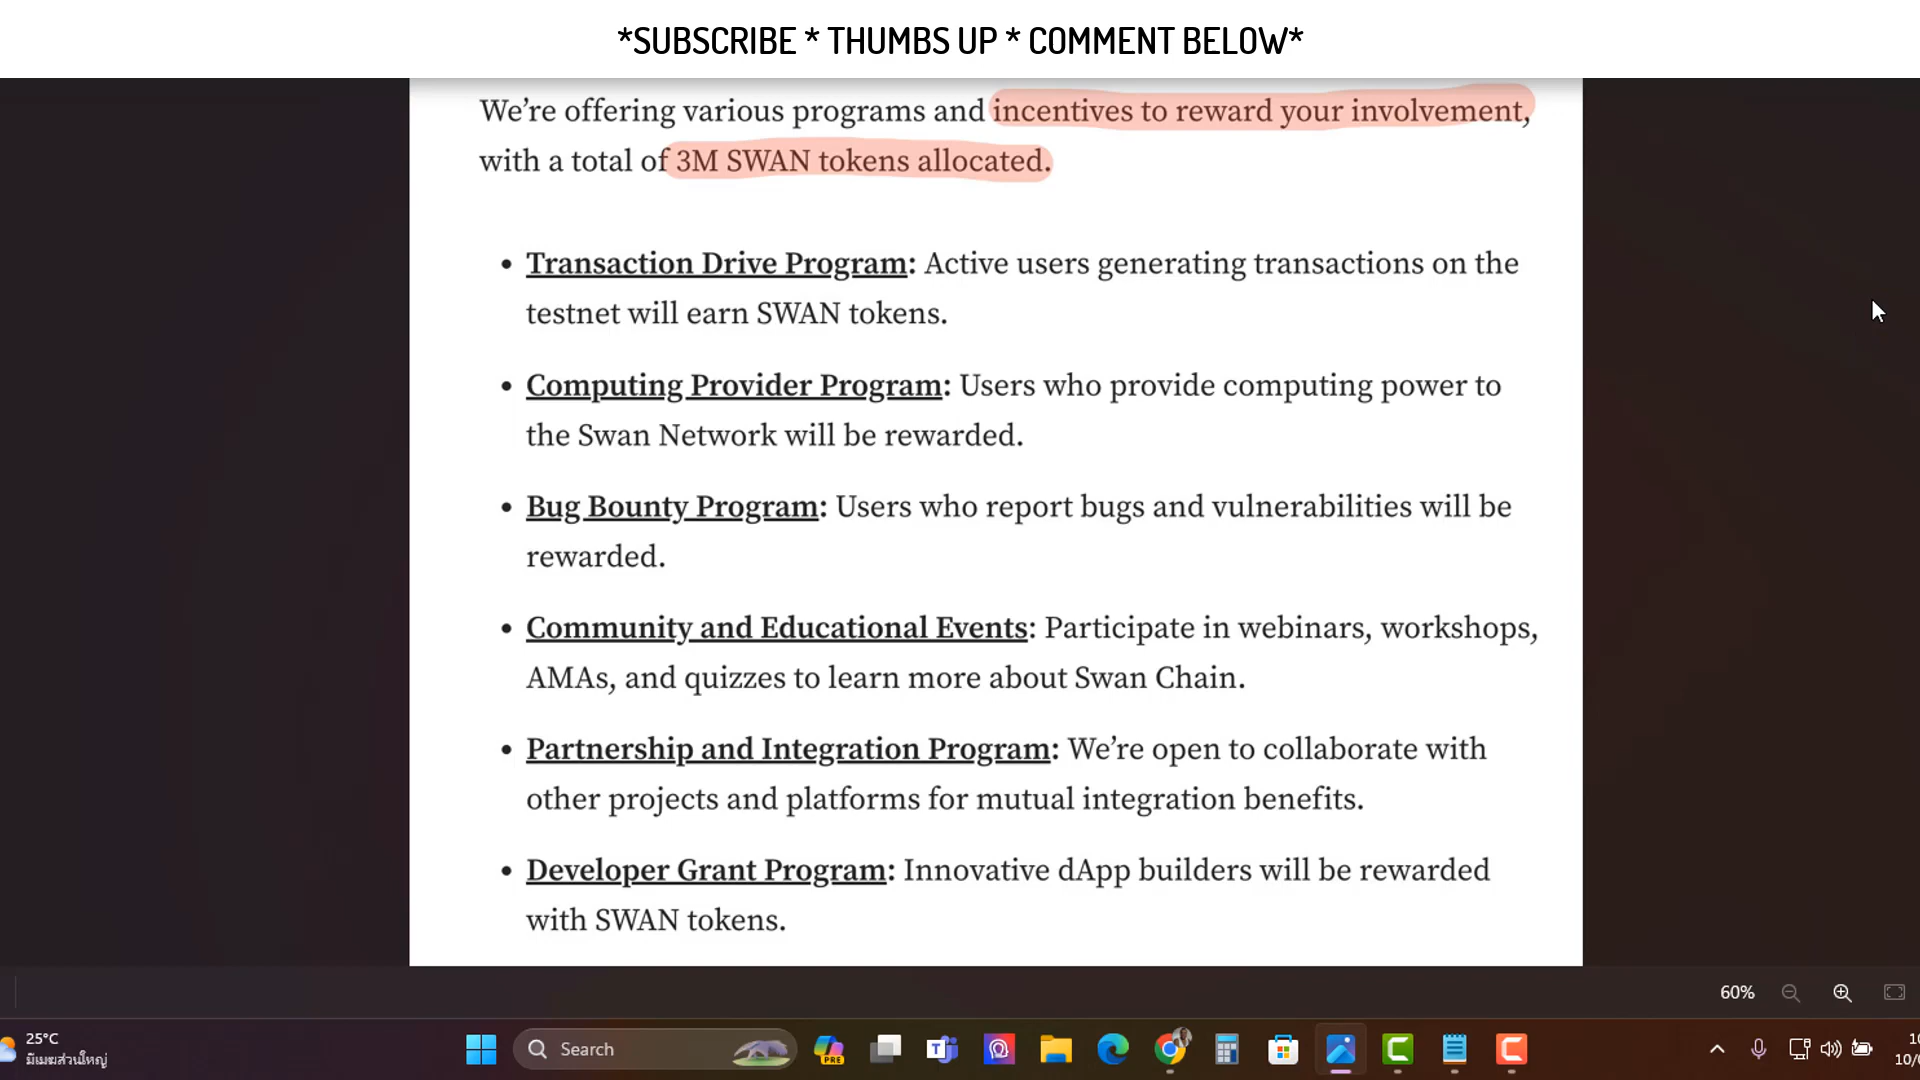 *SUBSCRIBE * THUMBS UP * COMMENT BELOW*
We’re offering various programs and incentives to reward your involvement,
with a total of 3M SWAN tokens allocated.
• Transaction Drive Program: Active users generating transactions on the
testnet will earn SWAN tokens.
• Computing Provider Program: Users who provide computing power to
the Swan Network will be rewarded.
• Bug Bounty Program: Users who report bugs and vulnerabilities will be
rewarded.
• Community and Educational Events: Participate in webinars, workshops,
AMAs, and quizzes to learn more about Swan Chain.
• Partnership and Integration Program: We’re open to collaborate with
other projects and platforms for mutual integration benefits.
• Developer Grant Program: Innovative dApp builders will be rewarded
with SWAN tokens.
60%
25°C
มีเมฆส่วนใหญ่
Search
PRE
10/